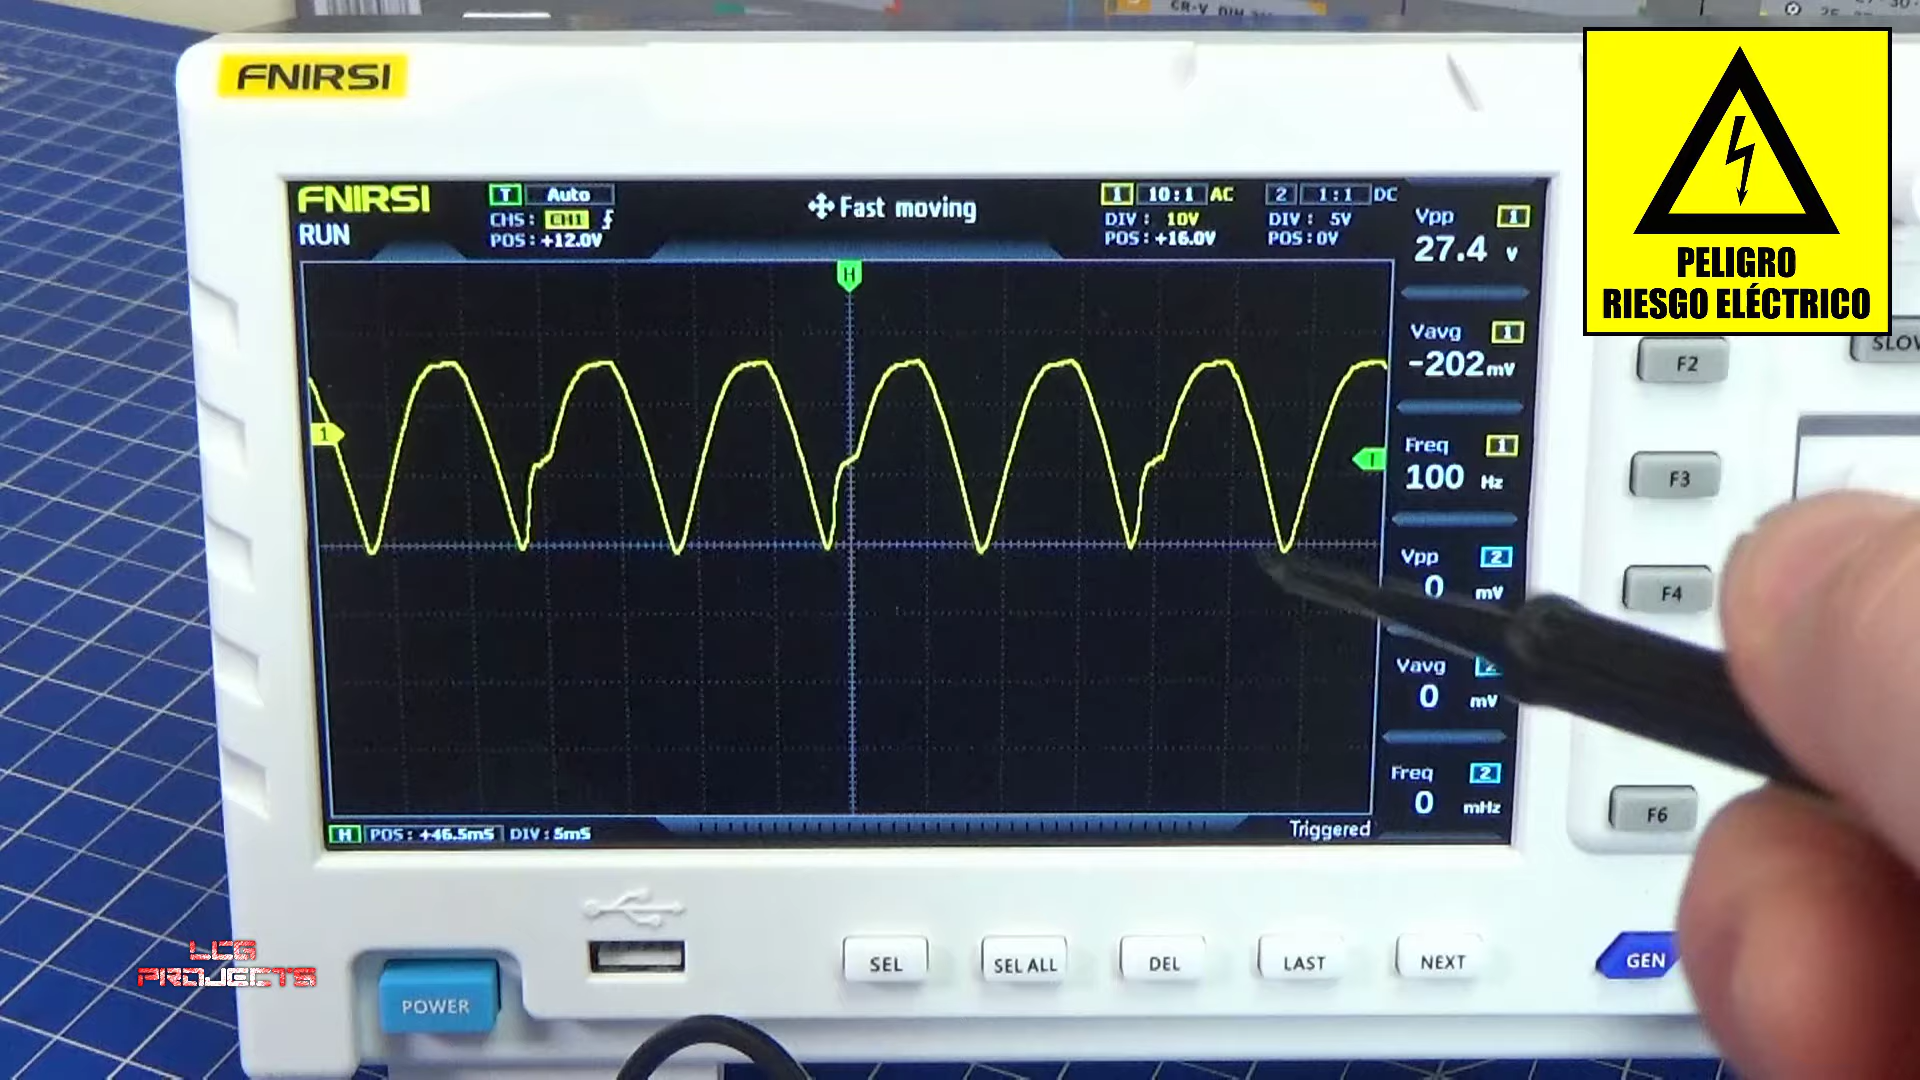 CR-V
FNIRSI
FNIRSI
RUN
T Auto
CHS: CH1
POS: +12.0V
Fast moving
1 10:1 AC
DIV: 10V
POS: +16.0V
2 1:1 DC
DIV: 5V
POS: 0V
H
1
T
Vpp 1
27.4 V
Vavg 1
-202mV
Freq 1
100 Hz
Vpp 2
0 mV
Vavg 2
0 mV
Freq 2
0 mHz
H POS: +46.5mS DIV: 5mS
Triggered
PELIGRO
RIESGO ELÉCTRICO
F2
F3
F4
F6
LCG
PROJECTS
POWER
SEL
SEL ALL
DEL
LAST
NEXT
GEN